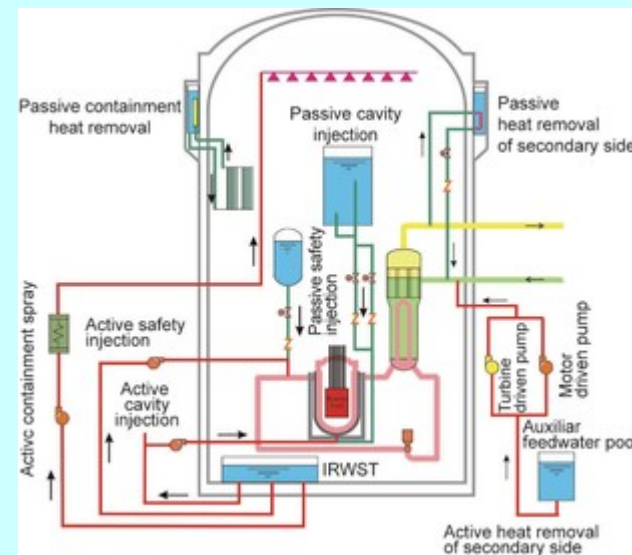 Passive containment
heat removal
Passive cavity
injection
Passive
heat removal
of secondary side
Passive safety
injection
Active safety
injection
Active cavity
injection
Active containment spray
IRWST
Turbine
driven pump
Motor
driven pump
Auxiliar
feedwater pool
Active heat removal
of secondary side